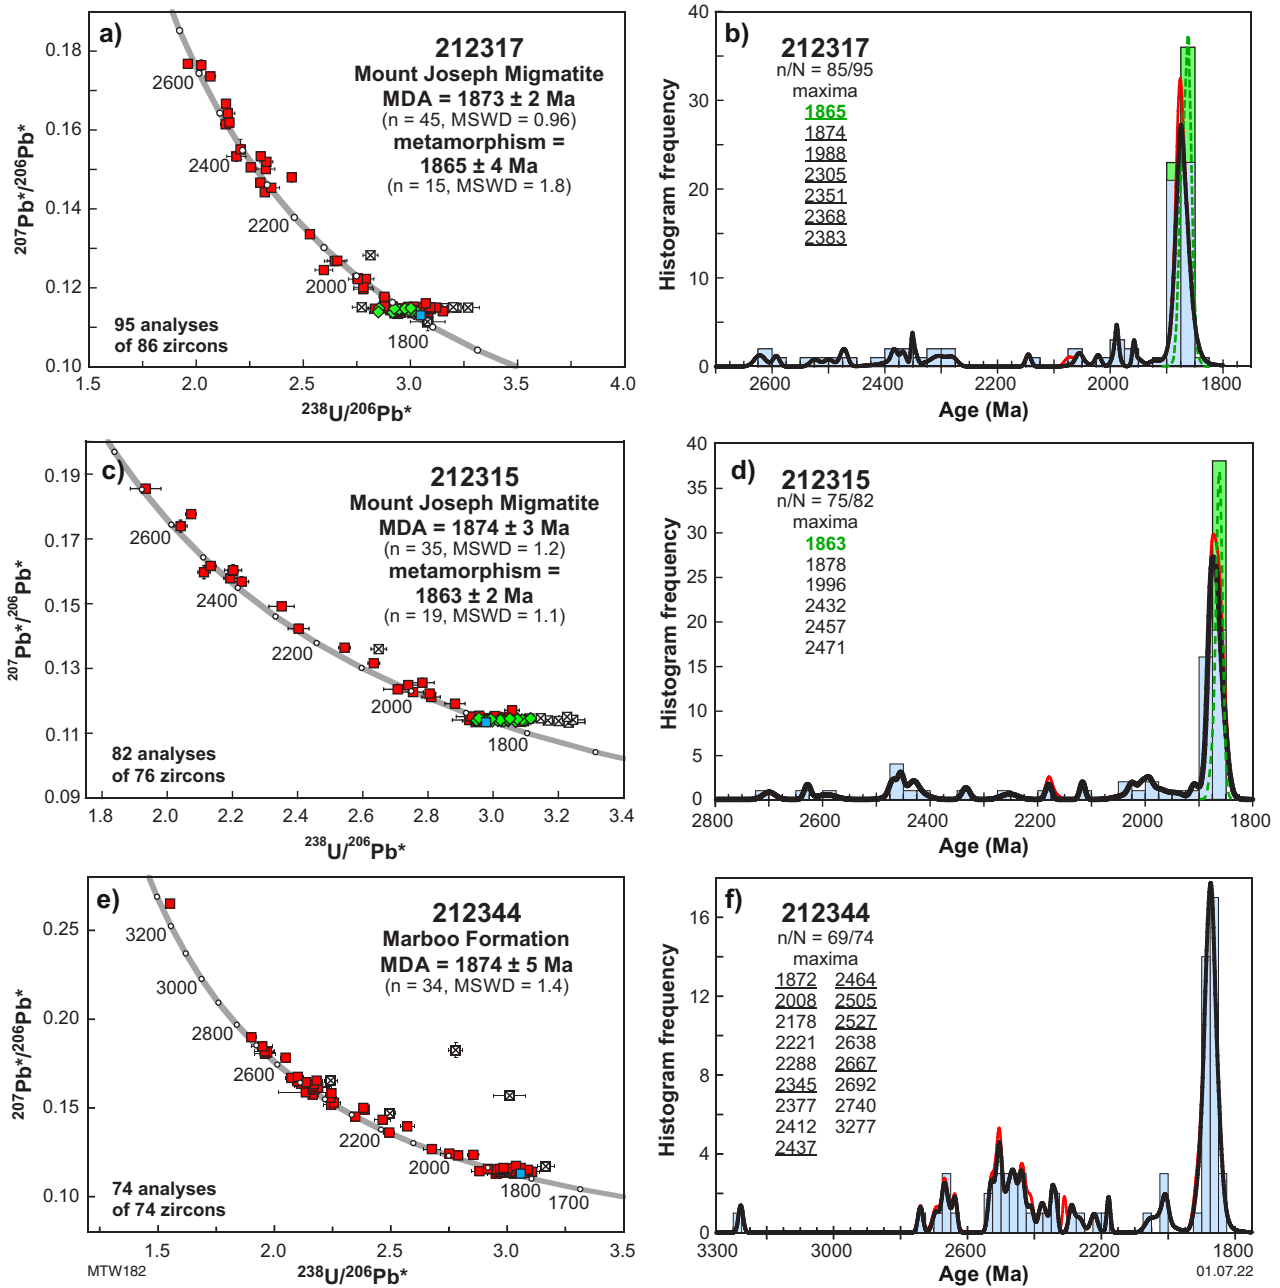 a)
212317
Mount Joseph Migmatite
MDA = 1873 ± 2 Ma
(n = 45, MSWD = 0.96)
metamorphism =
1865 ± 4 Ma
(n = 15, MSWD = 1.8)
0.18
0.16
0.14
0.12
0.10
207Pb*/206Pb*
2600
2400
2200
2000
1800
95 analyses
of 86 zircons
1.5 2.0 2.5 3.0 3.5 4.0
238U/206Pb*
b)
212317
n/N = 85/95
maxima
1865
1874
1988
2305
2351
2368
2383
40
30
20
10
0
Histogram frequency
2600 2400 2200 2000 1800
Age (Ma)
c)
212315
Mount Joseph Migmatite
MDA = 1874 ± 3 Ma
(n = 35, MSWD = 1.2)
metamorphism =
1863 ± 2 Ma
(n = 19, MSWD = 1.1)
0.19
0.17
0.15
0.13
0.11
0.09
207Pb*/206Pb*
2600
2400
2200
2000
1800
82 analyses
of 76 zircons
1.8 2.0 2.2 2.4 2.6 2.8 3.0 3.2 3.4
238U/206Pb*
d)
212315
n/N = 75/82
maxima
1863
1878
1996
2432
2457
2471
40
35
30
25
20
15
10
5
0
Histogram frequency
2800 2600 2400 2200 2000 1800
Age (Ma)
e)
212344
Marboo Formation
MDA = 1874 ± 5 Ma
(n = 34, MSWD = 1.4)
0.25
0.20
0.15
0.10
207Pb*/206Pb*
3200
3000
2800
2600
2200
2000
1800
1700
74 analyses
of 74 zircons
1.5 2.0 2.5 3.0 3.5
238U/206Pb*
MTW182
f)
212344
n/N = 69/74
maxima
1872 2464
2008 2505
2178 2527
2221 2638
2288 2667
2345 2692
2377 2740
2412 3277
2437
16
12
8
4
0
Histogram frequency
3300 3000 2600 2200 1800
Age (Ma)
01.07.22